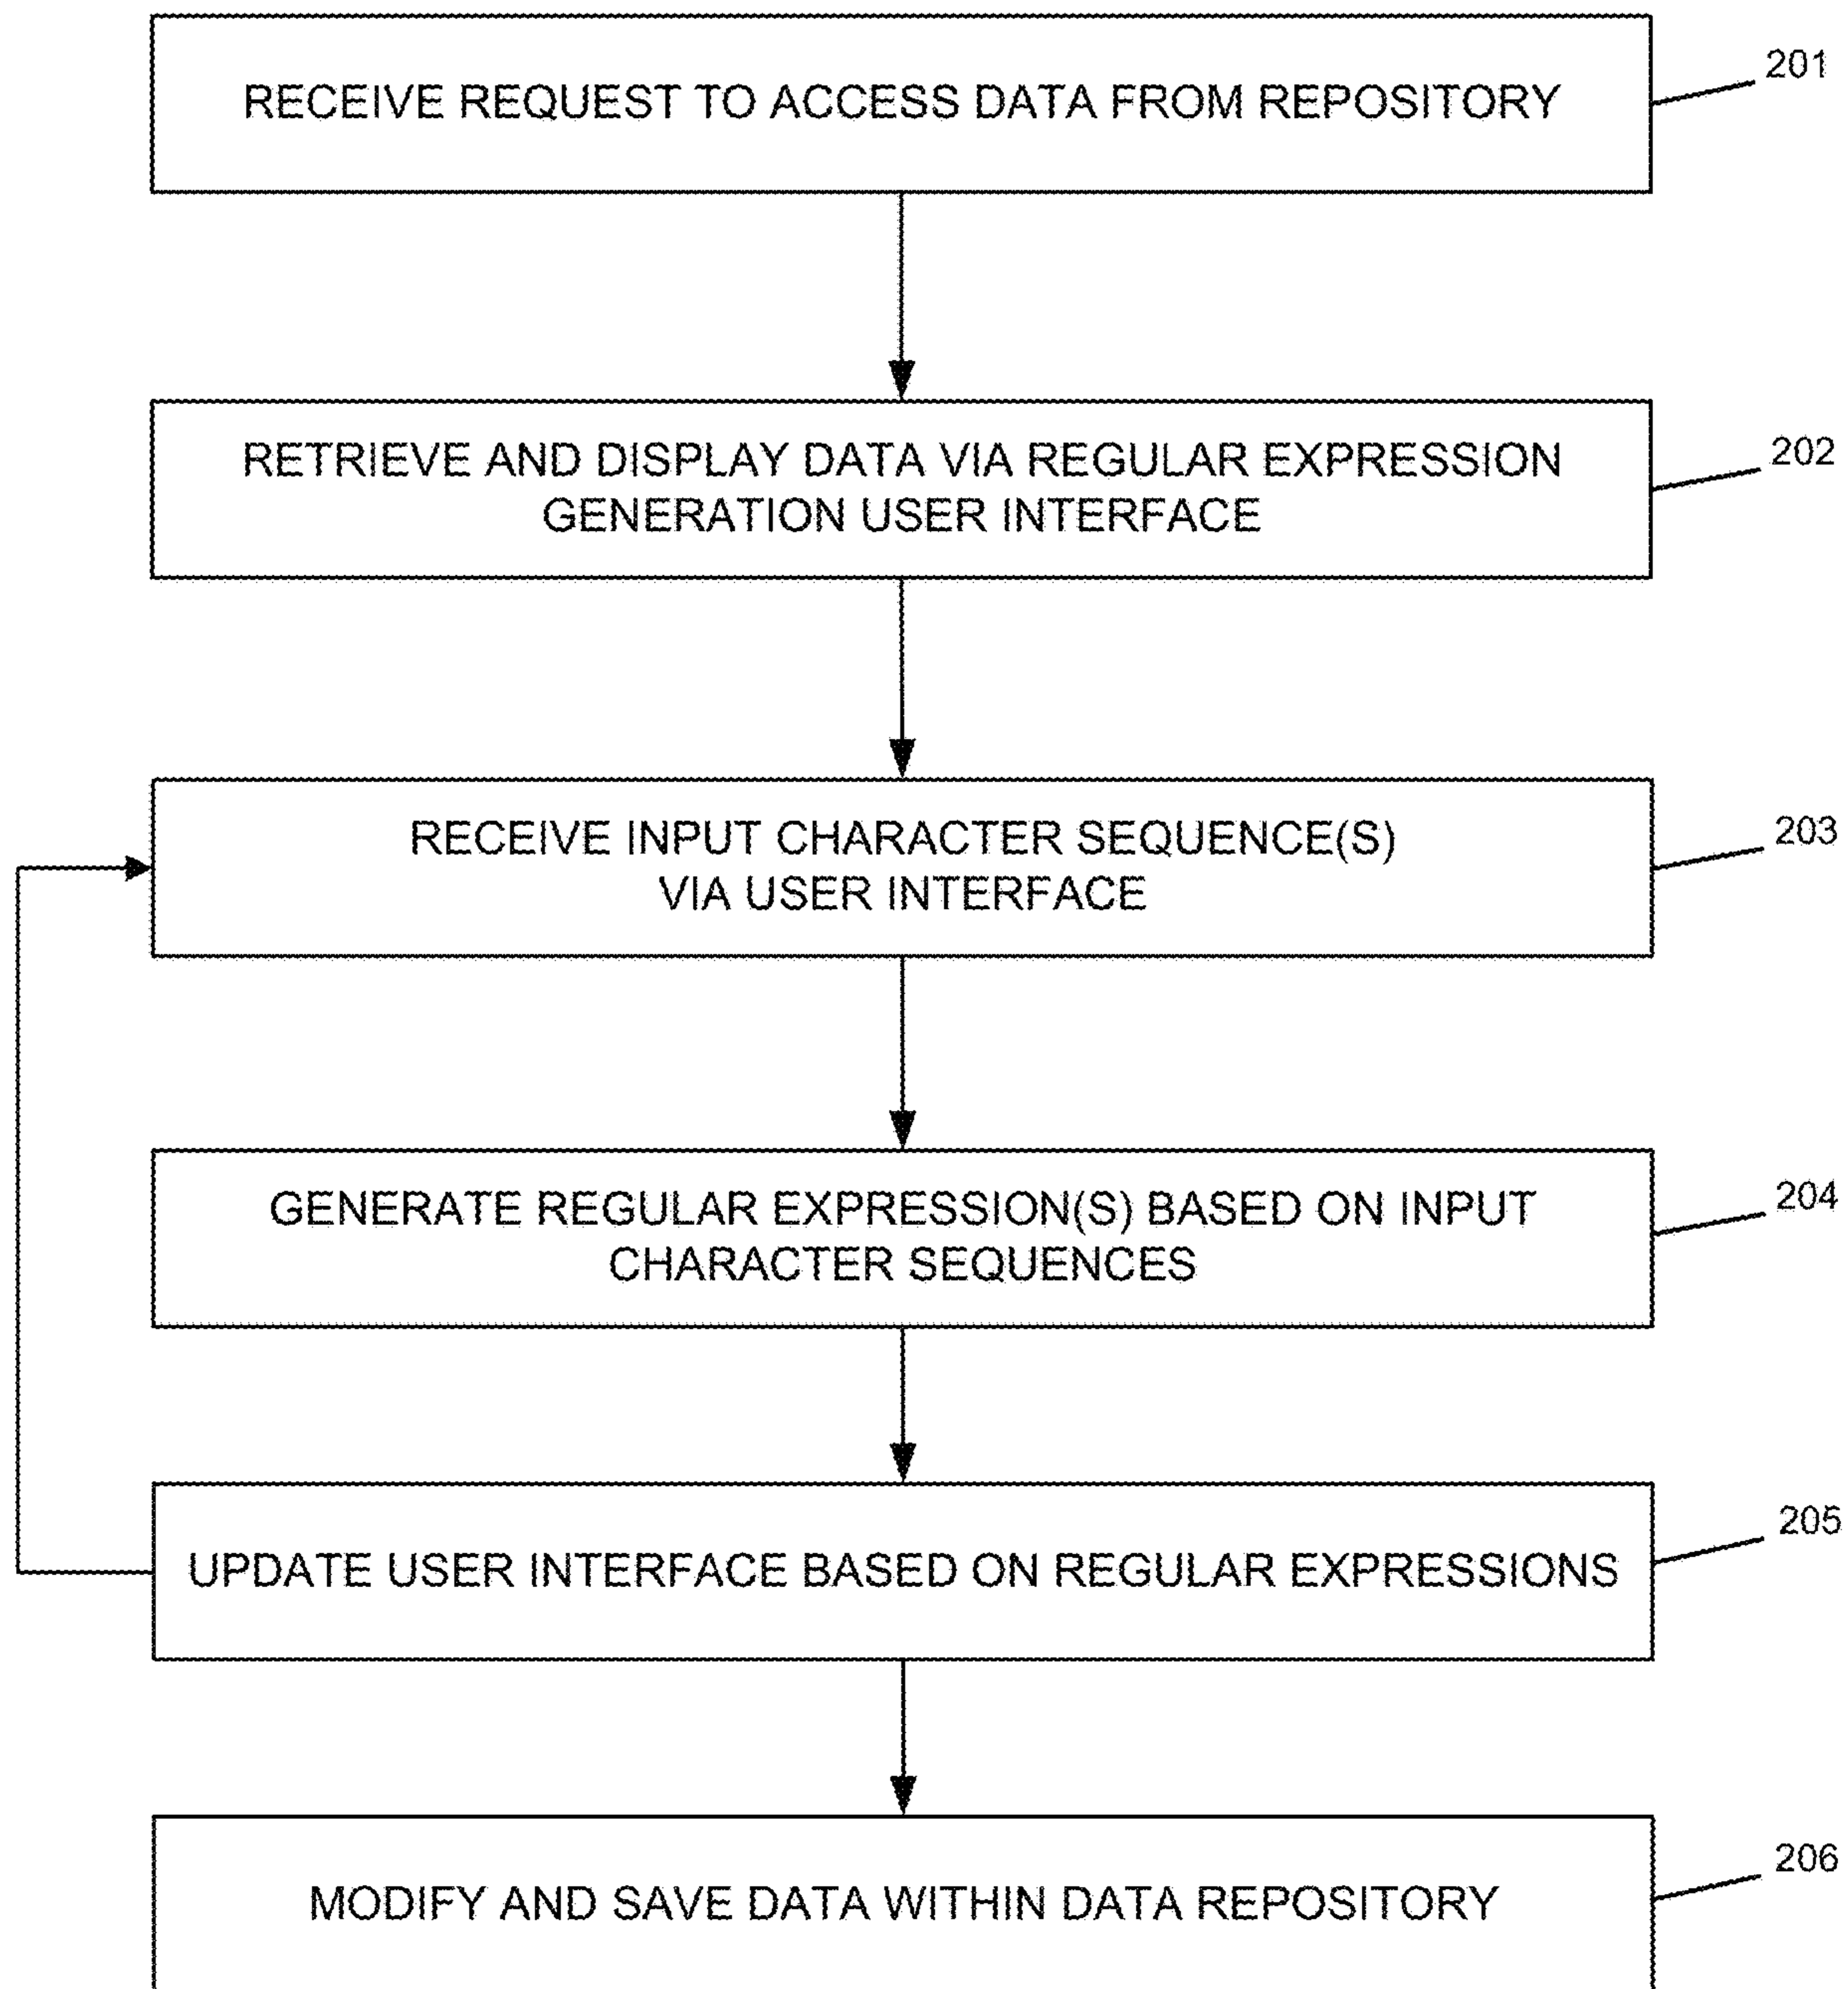 RECEIVE REQUEST TO ACCESS DATA FROM REPOSITORY
201
RETRIEVE AND DISPLAY DATA VIA REGULAR EXPRESSION
GENERATION USER INTERFACE
202
RECEIVE INPUT CHARACTER SEQUENCE(S)
VIA USER INTERFACE
203
GENERATE REGULAR EXPRESSION(S) BASED ON INPUT
CHARACTER SEQUENCES
204
UPDATE USER INTERFACE BASED ON REGULAR EXPRESSIONS
205
MODIFY AND SAVE DATA WITHIN DATA REPOSITORY
206